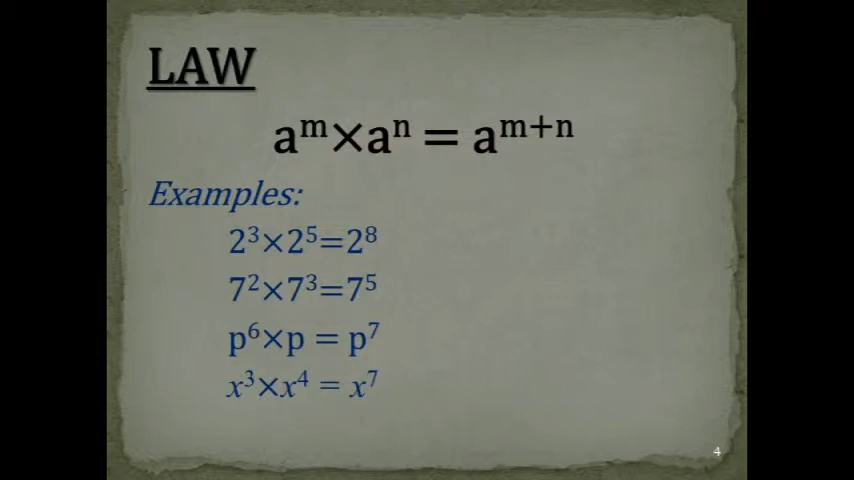 LAW
aᵐ×aⁿ = aᵐ⁺ⁿ
Examples:
2³×2⁵=2⁸
7²×7³=7⁵
p⁶×p = p⁷
x³×x⁴ = x⁷
4